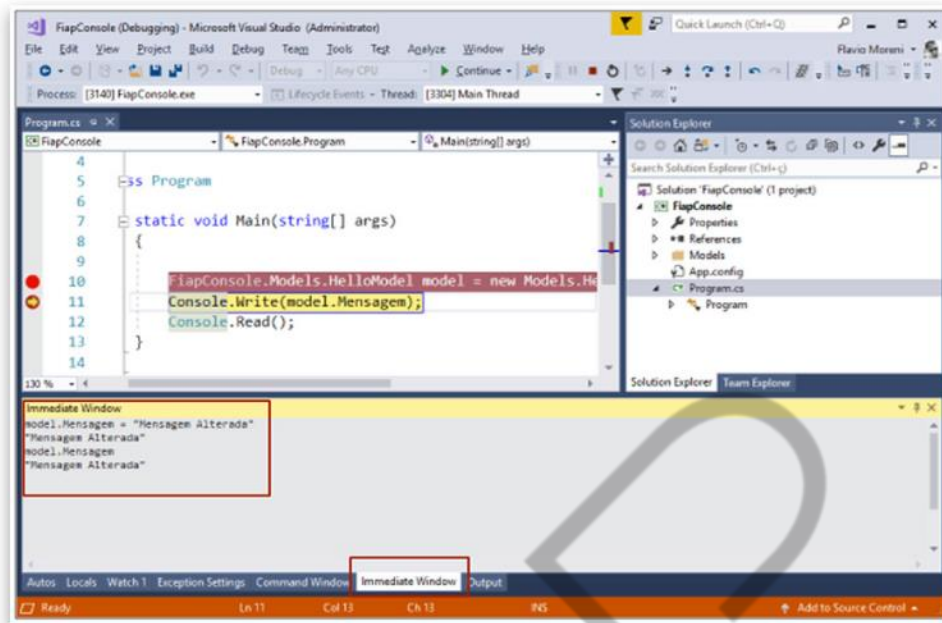 FiapConsole (Debugging) - Microsoft Visual Studio (Administrator)
Quick Launch (Ctrl+Q)
File Edit View Project Build Debug Team Tools Test Analyze Window Help
Flavio Moreni
Debug Any CPU Continue
Process: [3140] FiapConsole.exe Lifecycle Events Thread: [3304] Main Thread
Program.cs
FiapConsole FiapConsole.Program Main(string[] args)
4
5 ss Program
6
7 static void Main(string[] args)
8 {
9
10 FiapConsole.Models.HelloModel model = new Models.He
11 Console.Write(model.Mensagem);
12 Console.Read();
13 }
14
130 %
Solution Explorer
Search Solution Explorer (Ctrl+ç)
Solution 'FiapConsole' (1 project)
FiapConsole
Properties
References
Models
App.config
Program.cs
Program
Solution Explorer Team Explorer
Immediate Window
model.Mensagem = "Mensagem Alterada"
"Mensagem Alterada"
model.Mensagem
"Mensagem Alterada"
Autos Locals Watch 1 Exception Settings Command Window Immediate Window Output
Ready Ln 11 Col 13 Ch 13 INS Add to Source Control